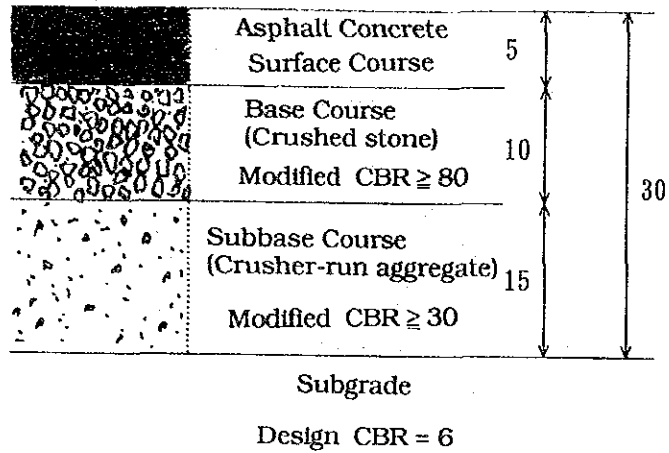 Asphalt Concrete
Surface Course
5
Base Course
(Crushed stone)
Modified CBR ≧ 80
10
30
Subbase Course
(Crusher-run aggregate)
15
Modified CBR ≧ 30
Subgrade
Design CBR = 6